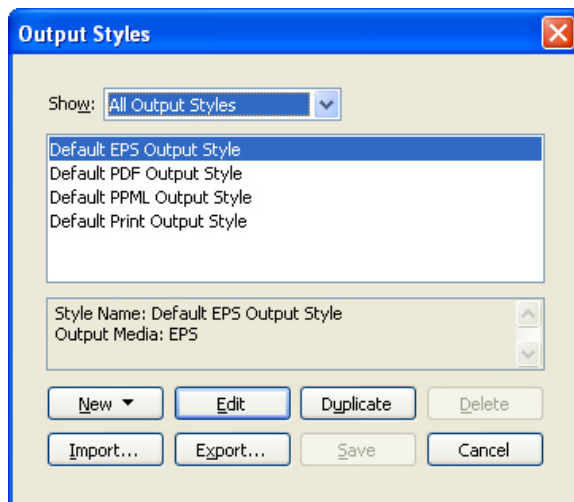 Output Styles
Show: All Output Styles
Default EPS Output Style
Default PDF Output Style
Default PPML Output Style
Default Print Output Style
Style Name: Default EPS Output Style
Output Media: EPS
New Edit Duplicate Delete
Import... Export... Save Cancel